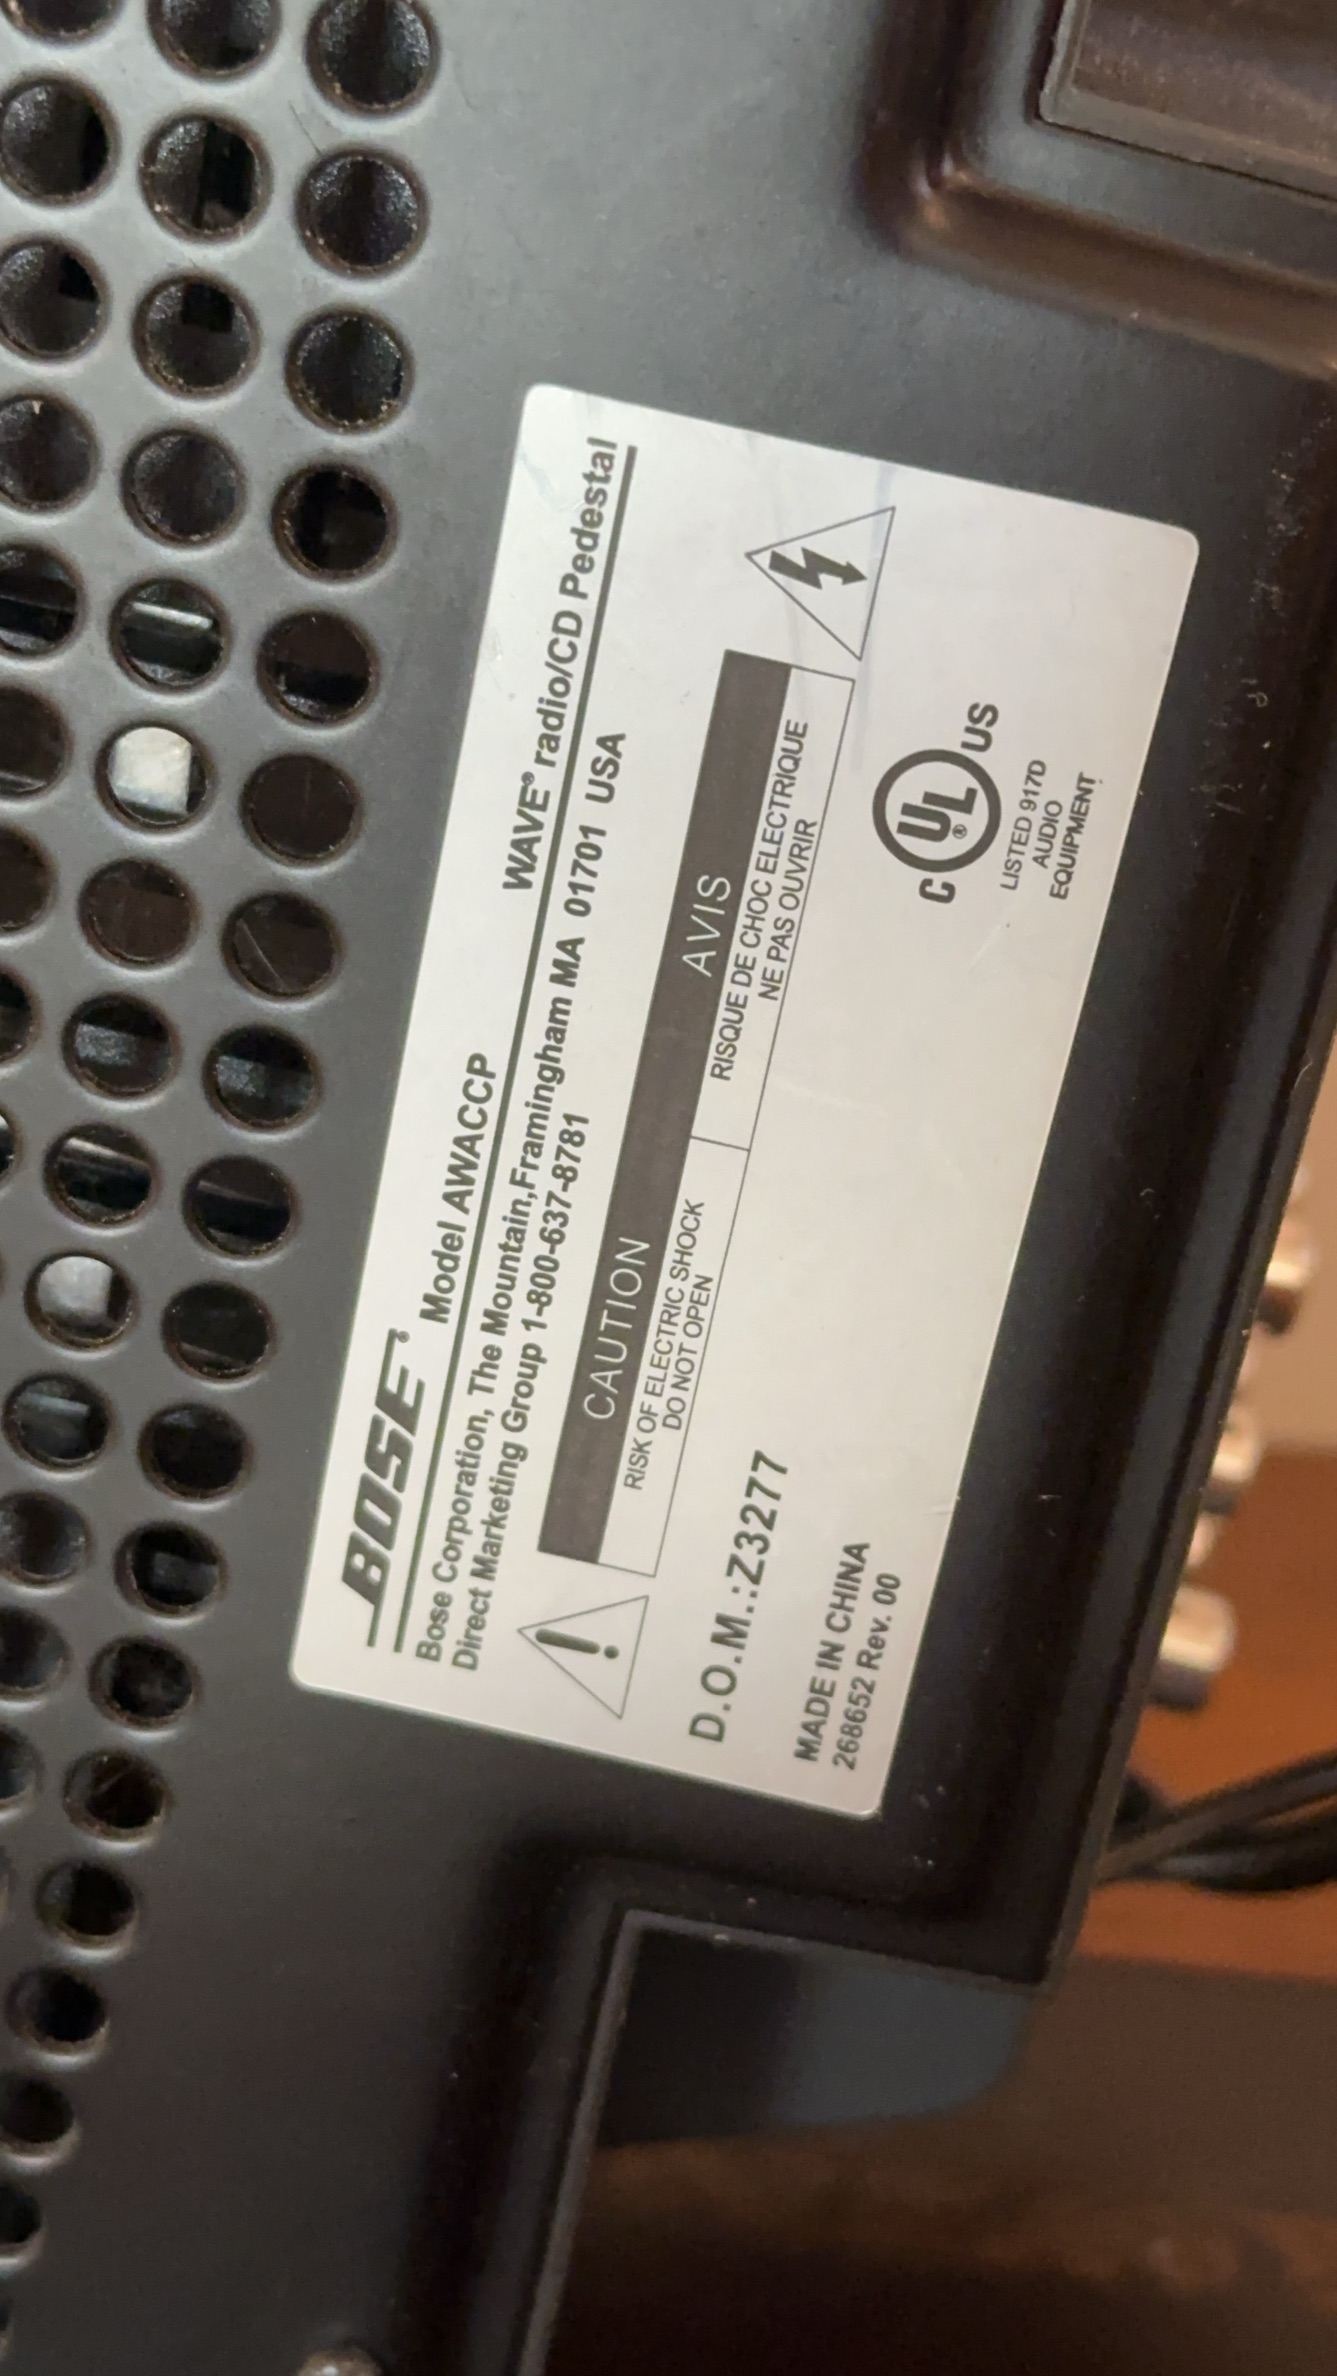 BOSE® Model AWACCP WAVE® radio/CD Pedestal
Bose Corporation, The Mountain,Framingham MA 01701 USA
Direct Marketing Group 1-800-637-8781
CAUTION
RISK OF ELECTRIC SHOCK
DO NOT OPEN
AVIS
RISQUE DE CHOC ELECTRIQUE
NE PAS OUVRIR
D.O.M.:Z3277
MADE IN CHINA
268652 Rev. 00
C UL® US
LISTED 917D
AUDIO
EQUIPMENT